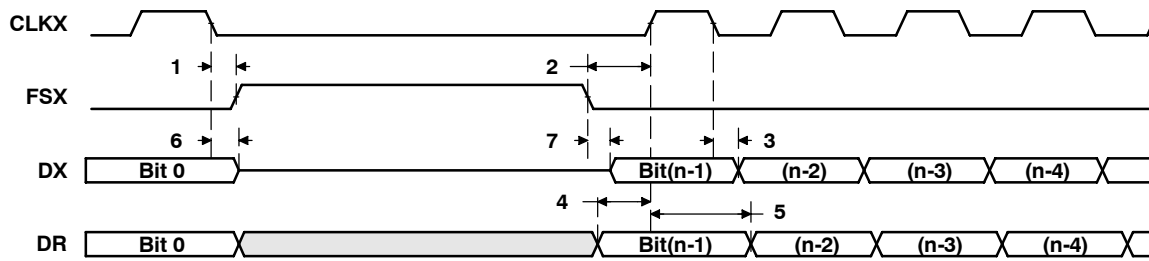 CLKX
1 2
FSX
6 7 3
DX Bit 0 Bit(n-1) (n-2) (n-3) (n-4)
4 5
DR Bit 0 Bit(n-1) (n-2) (n-3) (n-4)